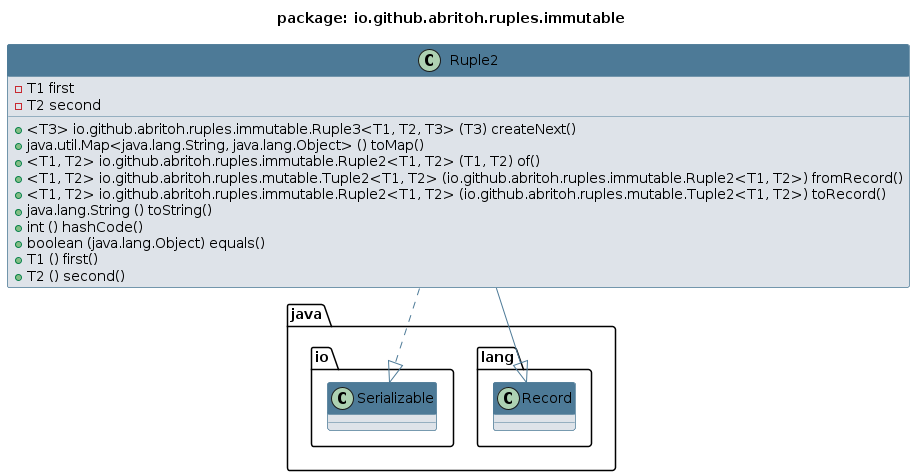 package: io.github.abritoh.ruples.immutable
C Ruple2
T1 first
T2 second
<T3> io.github.abritoh.ruples.immutable.Ruple3<T1, T2, T3> (T3) createNext()
java.util.Map<java.lang.String, java.lang.Object> () toMap()
<T1, T2> io.github.abritoh.ruples.immutable.Ruple2<T1, T2> (T1, T2) of()
<T1, T2> io.github.abritoh.ruples.mutable.Tuple2<T1, T2> (io.github.abritoh.ruples.immutable.Ruple2<T1, T2>) fromRecord()
<T1, T2> io.github.abritoh.ruples.immutable.Ruple2<T1, T2> (io.github.abritoh.ruples.mutable.Tuple2<T1, T2>) toRecord()
java.lang.String () toString()
int () hashCode()
boolean (java.lang.Object) equals()
T1 () first()
T2 () second()
java
io
lang
C Serializable
C Record